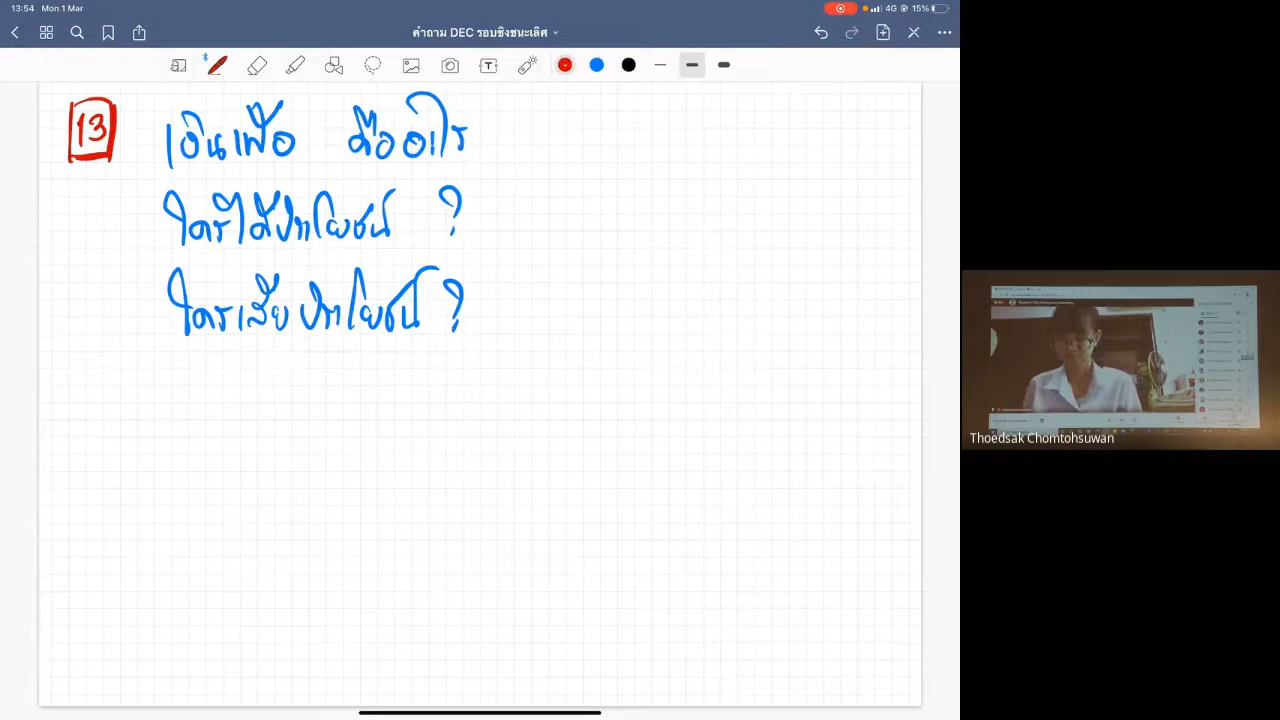 13:54 Mon 1 Mar
4G 15%
คำถาม DEC รอบชิงชนะเลิศ
13 เงินเฟ้อ คืออะไร
ใครได้ประโยชน์ ?
ใครเสียประโยชน์ ?
Thoedsak Chomtohsuwan